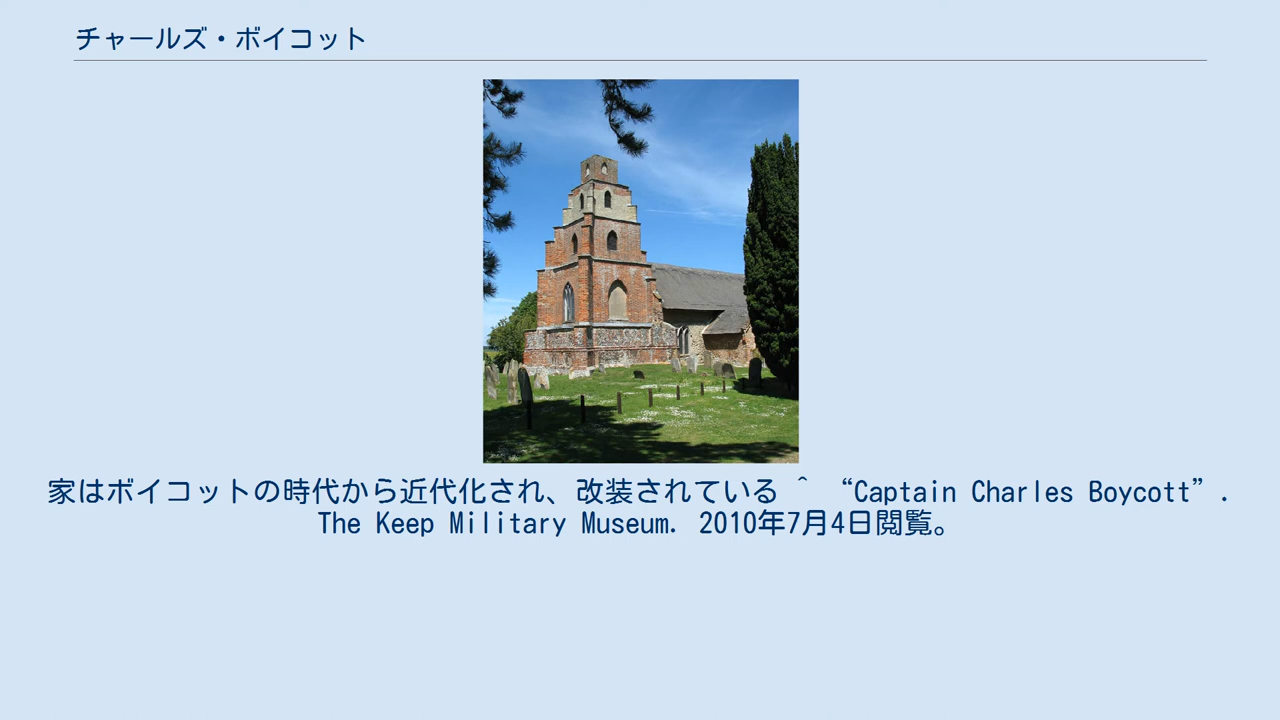 チャールズ・ボイコット
家はボイコットの時代から近代化され、改装されている ^ “Captain Charles Boycott”.
The Keep Military Museum. 2010年7月4日閲覧。